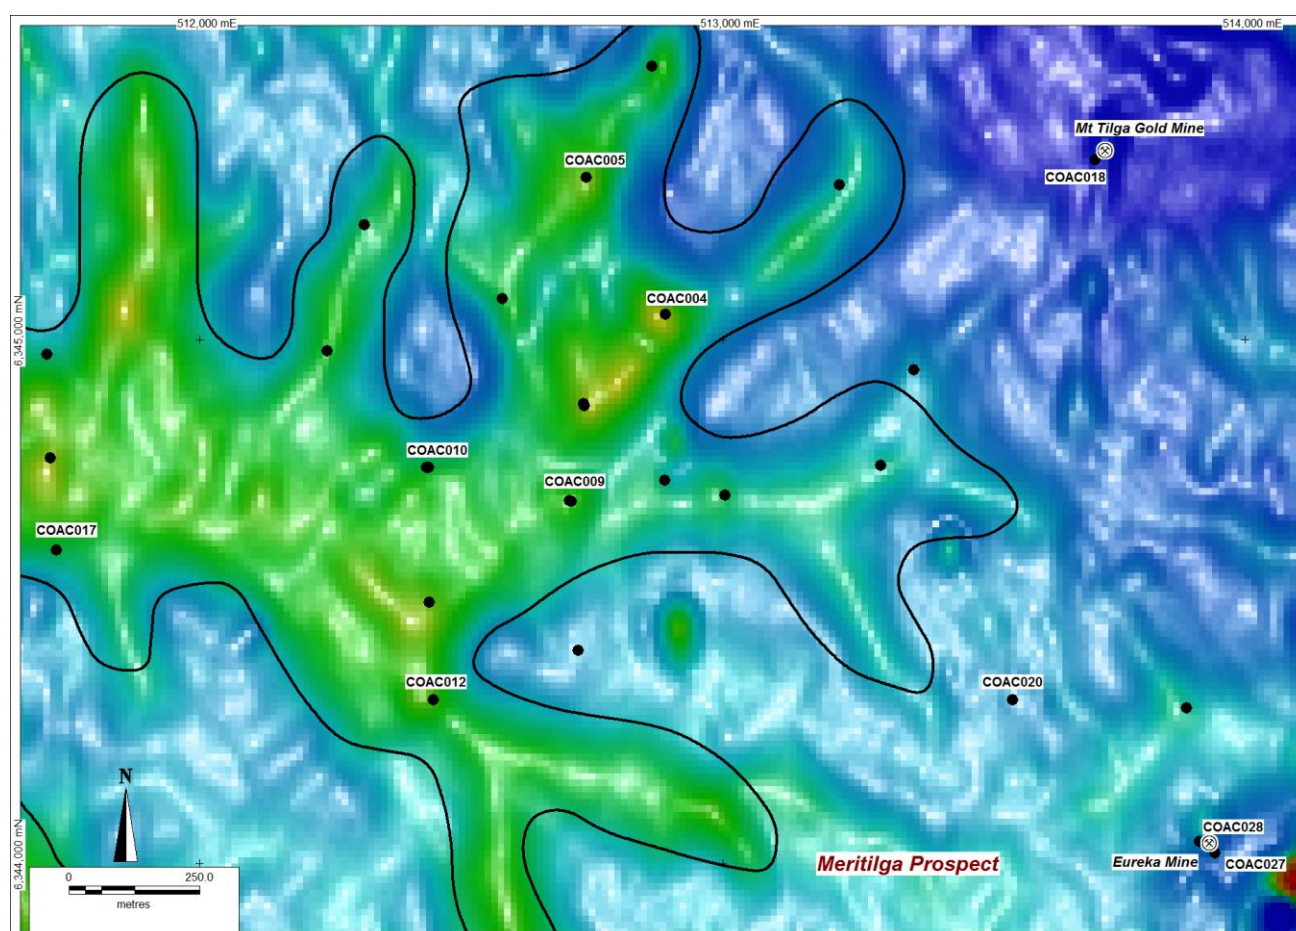 512,000 mE
513,000 mE
514,000 mE
Mt Tilga Gold Mine
COAC005
COAC018
6,345,000 mN
COAC004
COAC010
COAC009
COAC017
COAC012
COAC020
N
6,344,000 mN
COAC028
Meritilga Prospect
Eureka Mine
COAC027
0
250.0
metres